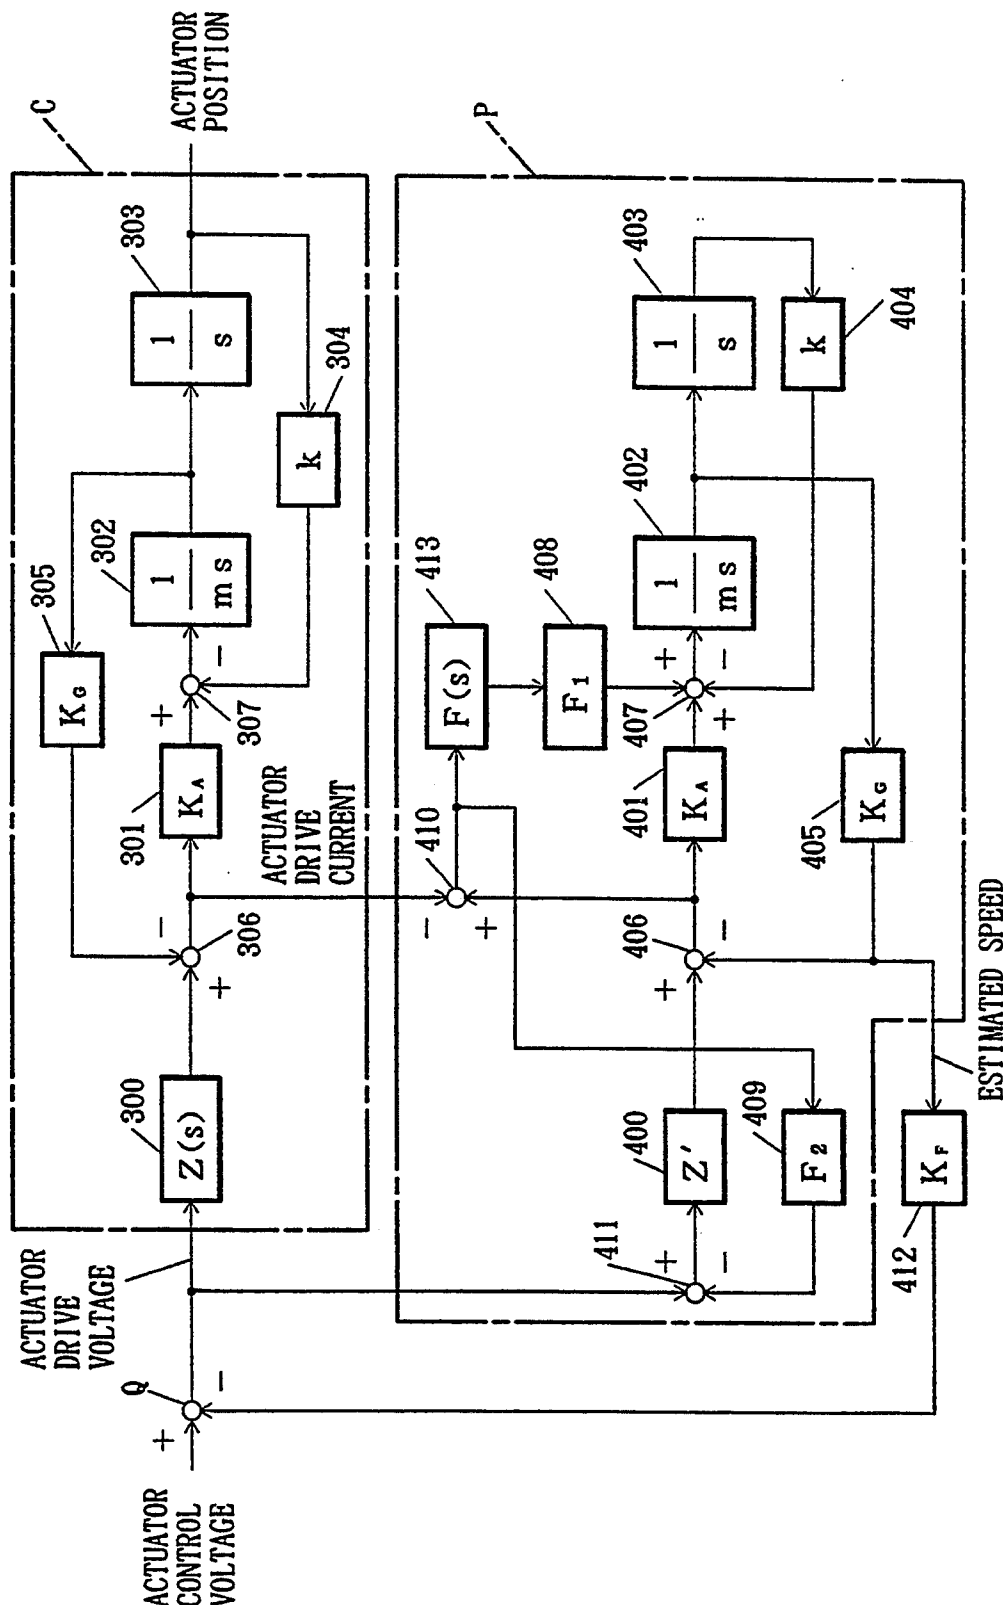 ACTUATOR
CONTROL
VOLTAGE
+
−
Q
ACTUATOR
DRIVE
VOLTAGE
C
300
Z(s)
+
−
306
301
KA
+
−
307
305
KG
302
1
ms
303
1
s
304
k
ACTUATOR
POSITION
ACTUATOR
DRIVE
CURRENT
P
410
−
+
413
F(s)
408
F1
411
+
−
400
Z'
409
F2
406
+
−
401
KA
407
+
+
−
402
1
ms
403
1
s
404
k
405
KG
412
KF
ESTIMATED SPEED